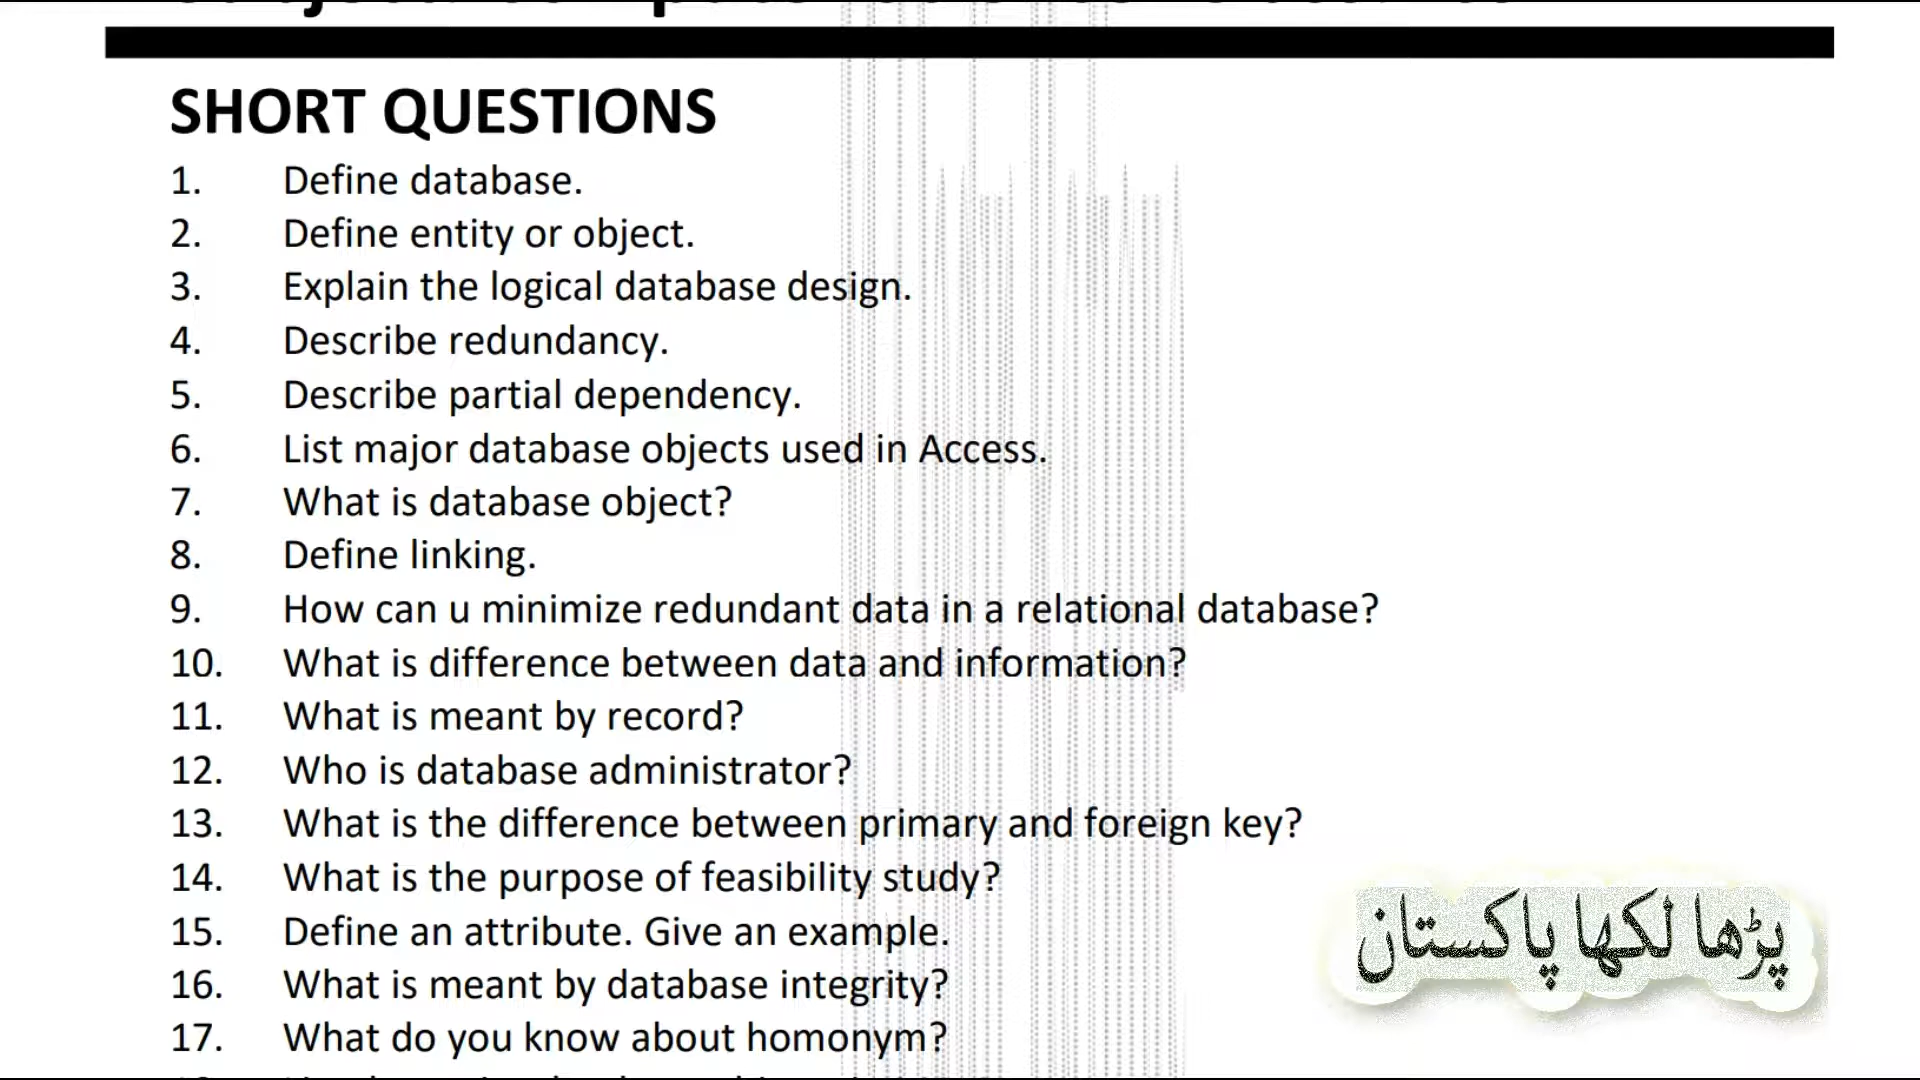 SHORT QUESTIONS
1. Define database.
2. Define entity or object.
3. Explain the logical database design.
4. Describe redundancy.
5. Describe partial dependency.
6. List major database objects used in Access.
7. What is database object?
8. Define linking.
9. How can u minimize redundant data in a relational database?
10. What is difference between data and information?
11. What is meant by record?
12. Who is database administrator?
13. What is the difference between primary and foreign key?
14. What is the purpose of feasibility study?
15. Define an attribute. Give an example.
16. What is meant by database integrity?
17. What do you know about homonym?
پڑھا لکھا پاکستان